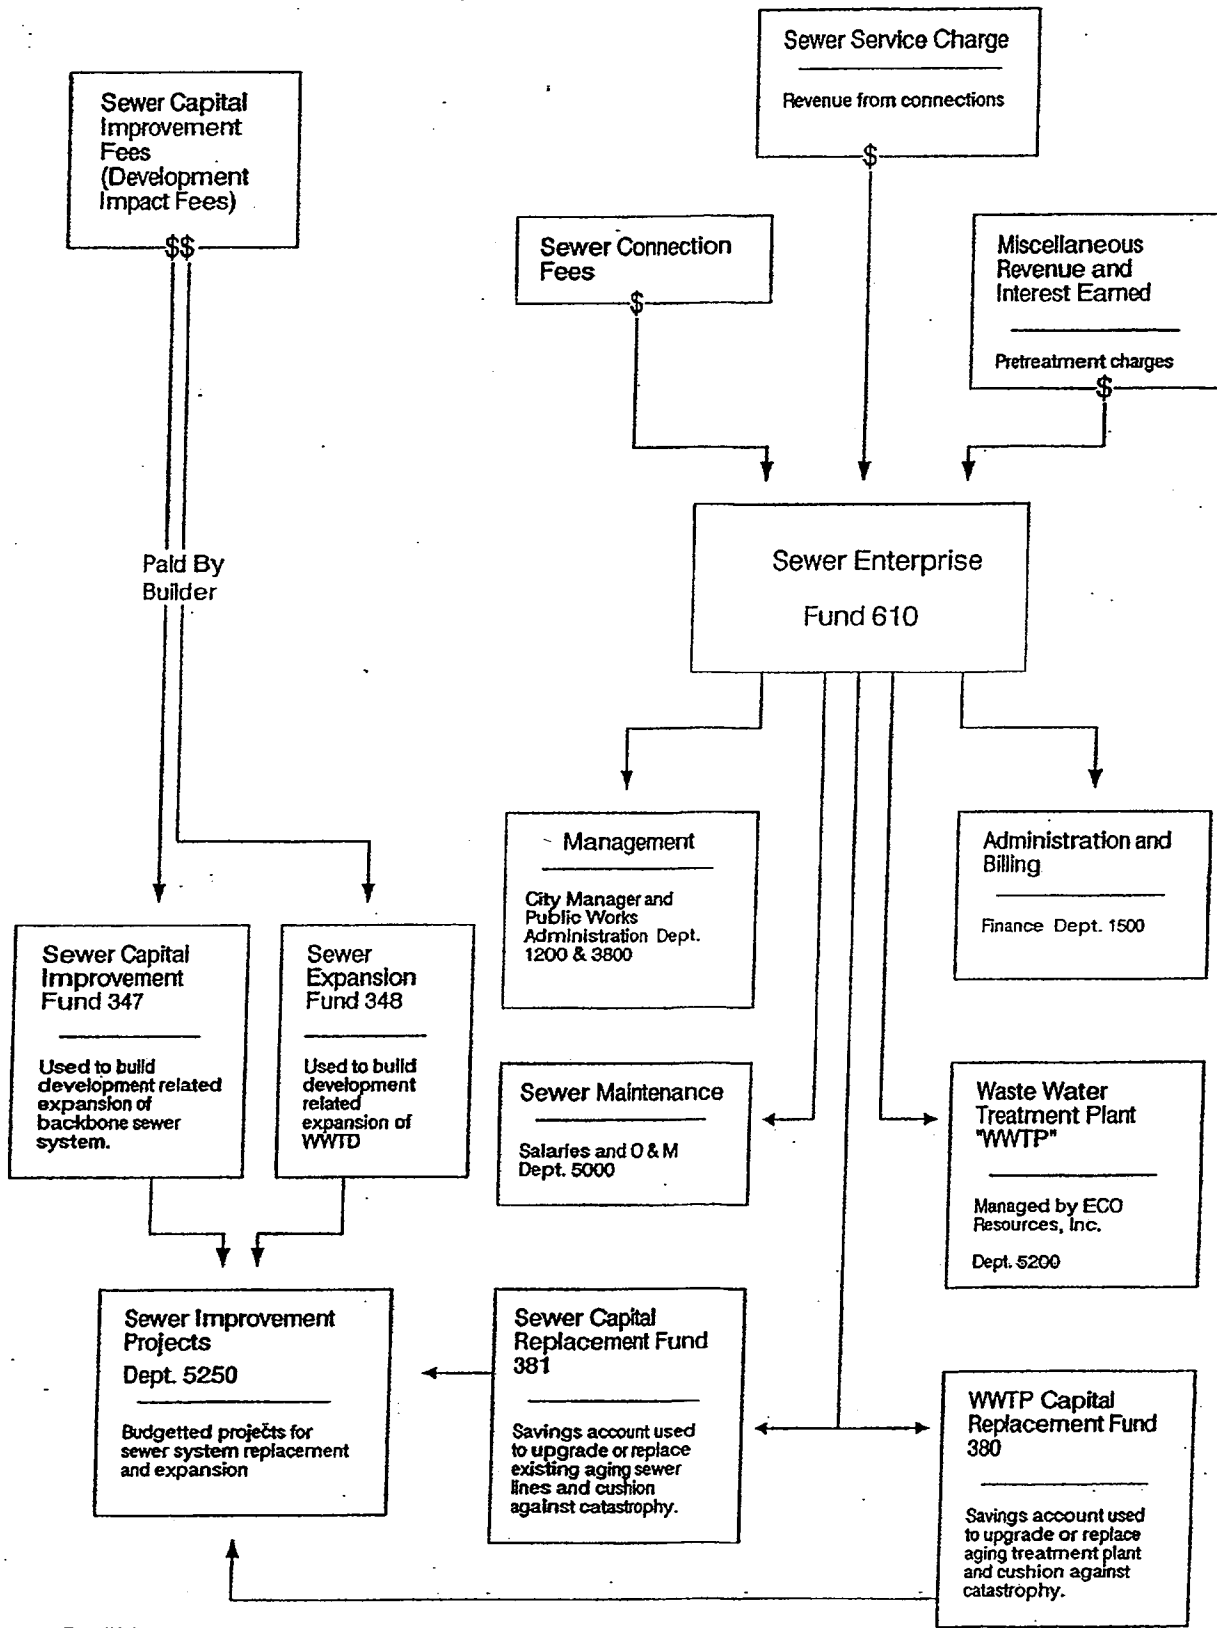 Sewer Service Charge
Revenue from connections
$
Sewer Capital
Improvement
Fees
(Development
Impact Fees)
$$
Sewer Connection
Fees
$
Miscellaneous
Revenue and
Interest Earned
Pretreatment charges
$
Paid By
Builder
Sewer Enterprise
Fund 610
Management
City Manager and
Public Works
Administration Dept.
1200 & 3800
Administration and
Billing
Finance Dept. 1500
Sewer Capital
Improvement
Fund 347
Used to build
development related
expansion of
backbone sewer
system.
Sewer
Expansion
Fund 348
Used to build
development
related
expansion of
WWTD
Sewer Maintenance
Salaries and O & M
Dept. 5000
Waste Water
Treatment Plant
"WWTP"
Managed by ECO
Resources, Inc.
Dept. 5200
Sewer Improvement
Projects
Dept. 5250
Budgetted projects for
sewer system replacement
and expansion
Sewer Capital
Replacement Fund
381
Savings account used
to upgrade or replace
existing aging sewer
lines and cushion
against catastrophy.
WWTP Capital
Replacement Fund
380
Savings account used
to upgrade or replace
aging treatment plant
and cushion against
catastrophy.